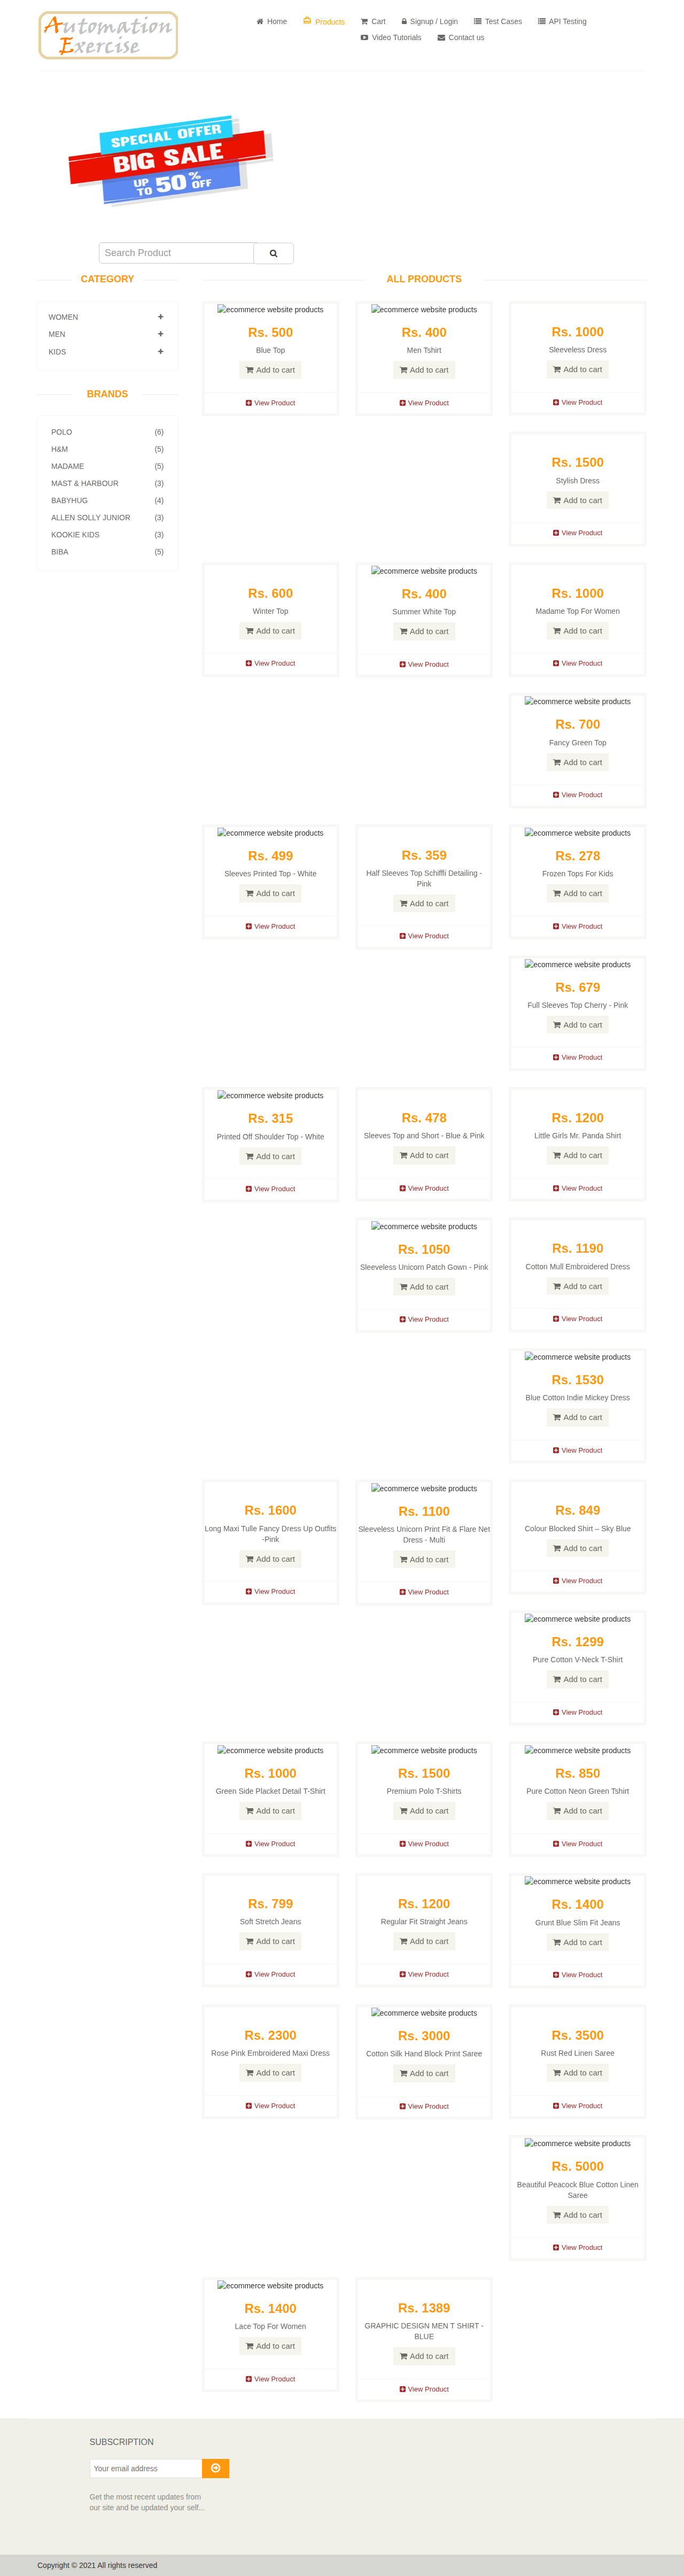 Automation
Exercise
Home
Products
Cart
Signup / Login
Test Cases
API Testing
Video Tutorials
Contact us
SPECIAL OFFER
BIG SALE
UP TO 50% OFF
Search Product
CATEGORY
WOMEN
MEN
KIDS
BRANDS
POLO (6)
H&M (5)
MADAME (5)
MAST & HARBOUR (3)
BABYHUG (4)
ALLEN SOLLY JUNIOR (3)
KOOKIE KIDS (3)
BIBA (5)
ALL PRODUCTS
ecommerce website products
Rs. 500
Blue Top
Add to cart
View Product
ecommerce website products
Rs. 400
Men Tshirt
Add to cart
View Product
Rs. 1000
Sleeveless Dress
Add to cart
View Product
Rs. 1500
Stylish Dress
Add to cart
View Product
Rs. 600
Winter Top
Add to cart
View Product
ecommerce website products
Rs. 400
Summer White Top
Add to cart
View Product
Rs. 1000
Madame Top For Women
Add to cart
View Product
ecommerce website products
Rs. 700
Fancy Green Top
Add to cart
View Product
ecommerce website products
Rs. 499
Sleeves Printed Top - White
Add to cart
View Product
Rs. 359
Half Sleeves Top Schiffli Detailing -
Pink
Add to cart
View Product
ecommerce website products
Rs. 278
Frozen Tops For Kids
Add to cart
View Product
ecommerce website products
Rs. 679
Full Sleeves Top Cherry - Pink
Add to cart
View Product
ecommerce website products
Rs. 315
Printed Off Shoulder Top - White
Add to cart
View Product
Rs. 478
Sleeves Top and Short - Blue & Pink
Add to cart
View Product
Rs. 1200
Little Girls Mr. Panda Shirt
Add to cart
View Product
ecommerce website products
Rs. 1050
Sleeveless Unicorn Patch Gown - Pink
Add to cart
View Product
Rs. 1190
Cotton Mull Embroidered Dress
Add to cart
View Product
ecommerce website products
Rs. 1530
Blue Cotton Indie Mickey Dress
Add to cart
View Product
Rs. 1600
Long Maxi Tulle Fancy Dress Up Outfits
-Pink
Add to cart
View Product
ecommerce website products
Rs. 1100
Sleeveless Unicorn Print Fit & Flare Net
Dress - Multi
Add to cart
View Product
Rs. 849
Colour Blocked Shirt – Sky Blue
Add to cart
View Product
ecommerce website products
Rs. 1299
Pure Cotton V-Neck T-Shirt
Add to cart
View Product
ecommerce website products
Rs. 1000
Green Side Placket Detail T-Shirt
Add to cart
View Product
ecommerce website products
Rs. 1500
Premium Polo T-Shirts
Add to cart
View Product
ecommerce website products
Rs. 850
Pure Cotton Neon Green Tshirt
Add to cart
View Product
Rs. 799
Soft Stretch Jeans
Add to cart
View Product
Rs. 1200
Regular Fit Straight Jeans
Add to cart
View Product
ecommerce website products
Rs. 1400
Grunt Blue Slim Fit Jeans
Add to cart
View Product
Rs. 2300
Rose Pink Embroidered Maxi Dress
Add to cart
View Product
ecommerce website products
Rs. 3000
Cotton Silk Hand Block Print Saree
Add to cart
View Product
Rs. 3500
Rust Red Linen Saree
Add to cart
View Product
ecommerce website products
Rs. 5000
Beautiful Peacock Blue Cotton Linen
Saree
Add to cart
View Product
ecommerce website products
Rs. 1400
Lace Top For Women
Add to cart
View Product
Rs. 1389
GRAPHIC DESIGN MEN T SHIRT -
BLUE
Add to cart
View Product
SUBSCRIPTION
Your email address
Get the most recent updates from
our site and be updated your self...
Copyright © 2021 All rights reserved